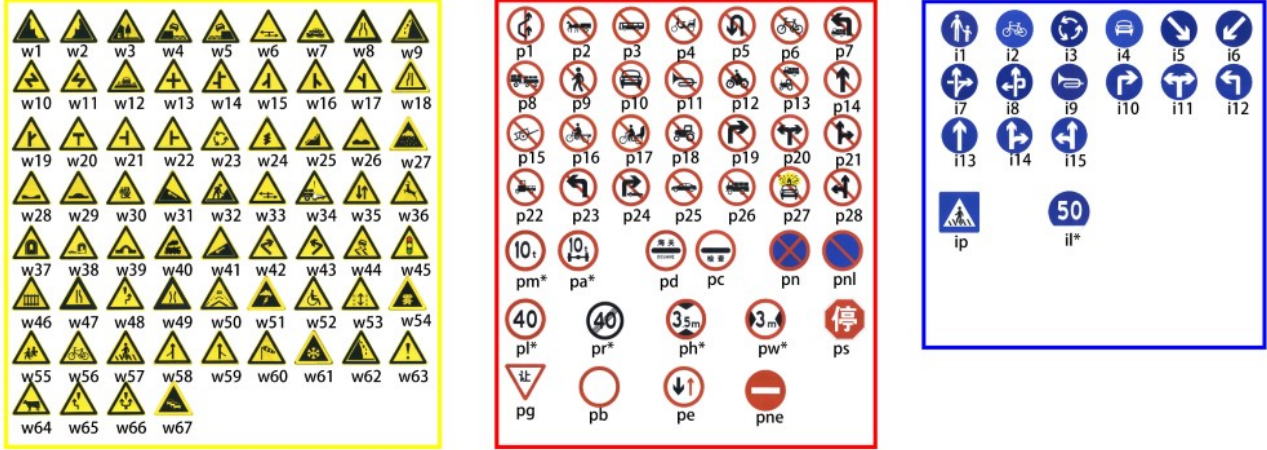 w1 w2 w3 w4 w5 w6 w7 w8 w9
w10 w11 w12 w13 w14 w15 w16 w17 w18
w19 w20 w21 w22 w23 w24 w25 w26 w27
w28 w29 w30 w31 w32 w33 w34 w35 w36
w37 w38 w39 w40 w41 w42 w43 w44 w45
w46 w47 w48 w49 w50 w51 w52 w53 w54
w55 w56 w57 w58 w59 w60 w61 w62 w63
w64 w65 w66 w67
p1 p2 p3 p4 p5 p6 p7
p8 p9 p10 p11 p12 p13 p14
p15 p16 p17 p18 p19 p20 p21
p22 p23 p24 p25 p26 p27 p28
10t 10t 海关 检查
pm* pa* pd pc pn pnl
40 40 3.5m 3m 停
pl* pr* ph* pw* ps
让
pg pb pe pne
i1 i2 i3 i4 i5 i6
i7 i8 i9 i10 i11 i12
i13 i14 i15
50
ip il*